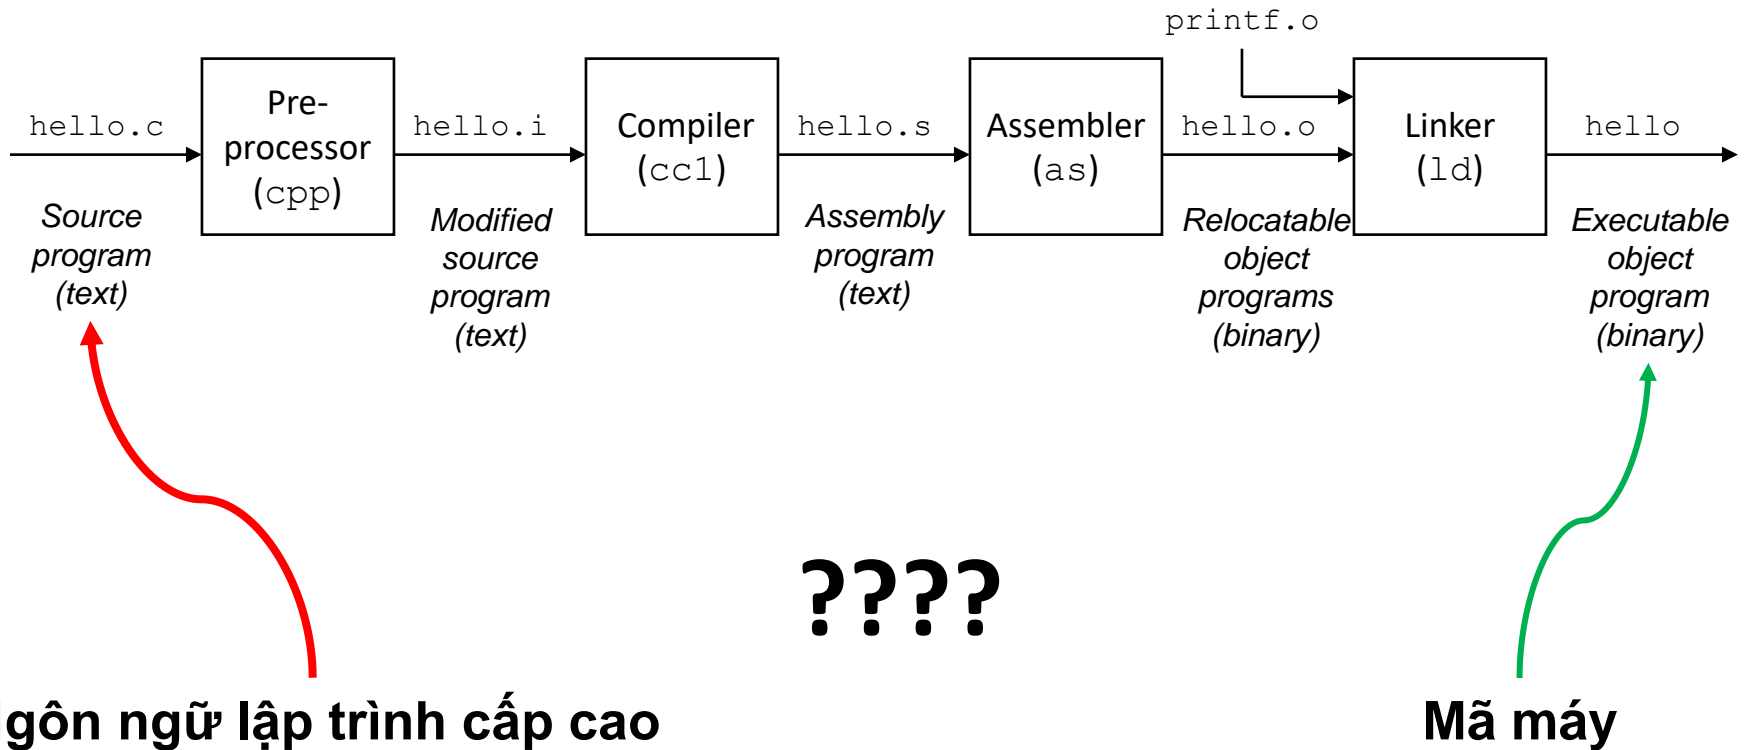 printf.o
hello.c
Pre-
processor
(cpp)
hello.i
Compiler
(cc1)
hello.s
Assembler
(as)
hello.o
Linker
(ld)
hello
Source
program
(text)
Modified
source
program
(text)
Assembly
program
(text)
Relocatable
object
programs
(binary)
Executable
object
program
(binary)
????
gôn ngữ lập trình cấp cao
Mã máy